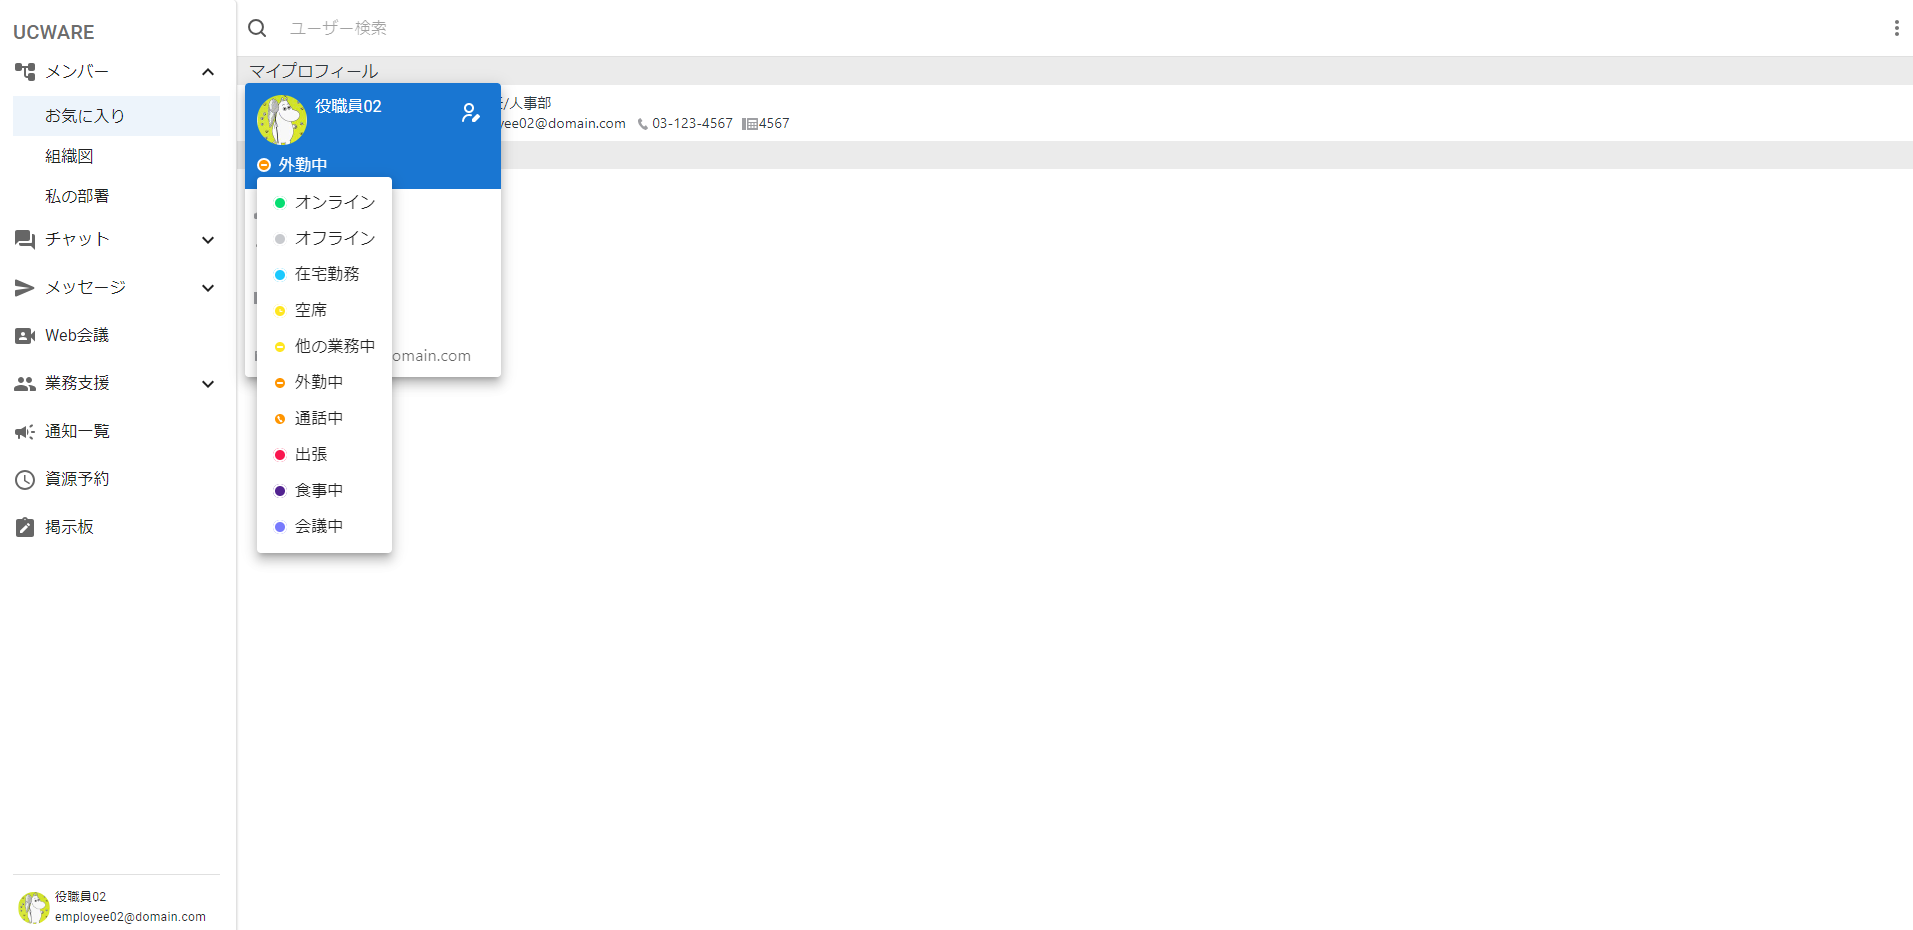 UCWARE
メンバー
お気に入り
組織図
私の部署
チャット
メッセージ
Web会議
業務支援
通知一覧
資源予約
掲示板
役職員02
employee02@domain.com
ユーザー検索
マイプロフィール
役職員02
/人事部
ee02@domain.com 03-123-4567 4567
外勤中
オンライン
オフライン
在宅勤務
空席
他の業務中
omain.com
外勤中
通話中
出張
食事中
会議中